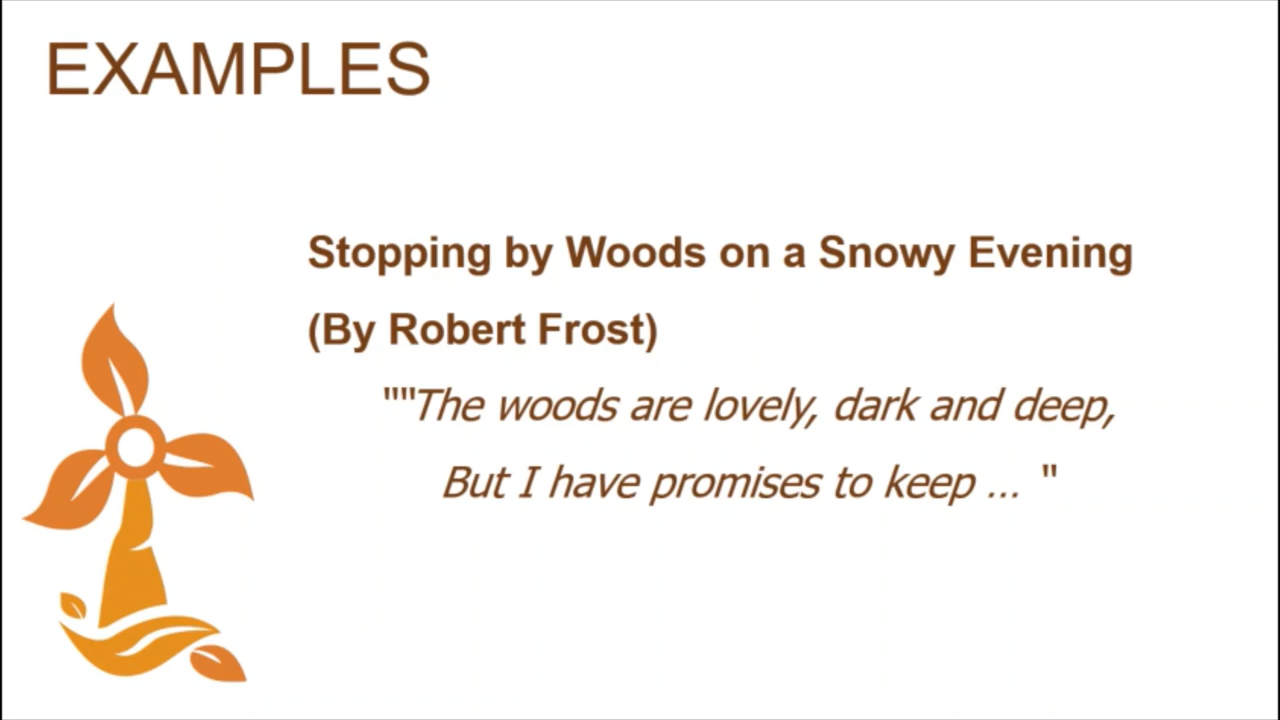 EXAMPLES
Stopping by Woods on a Snowy Evening
(By Robert Frost)
""The woods are lovely, dark and deep,
But I have promises to keep ... "